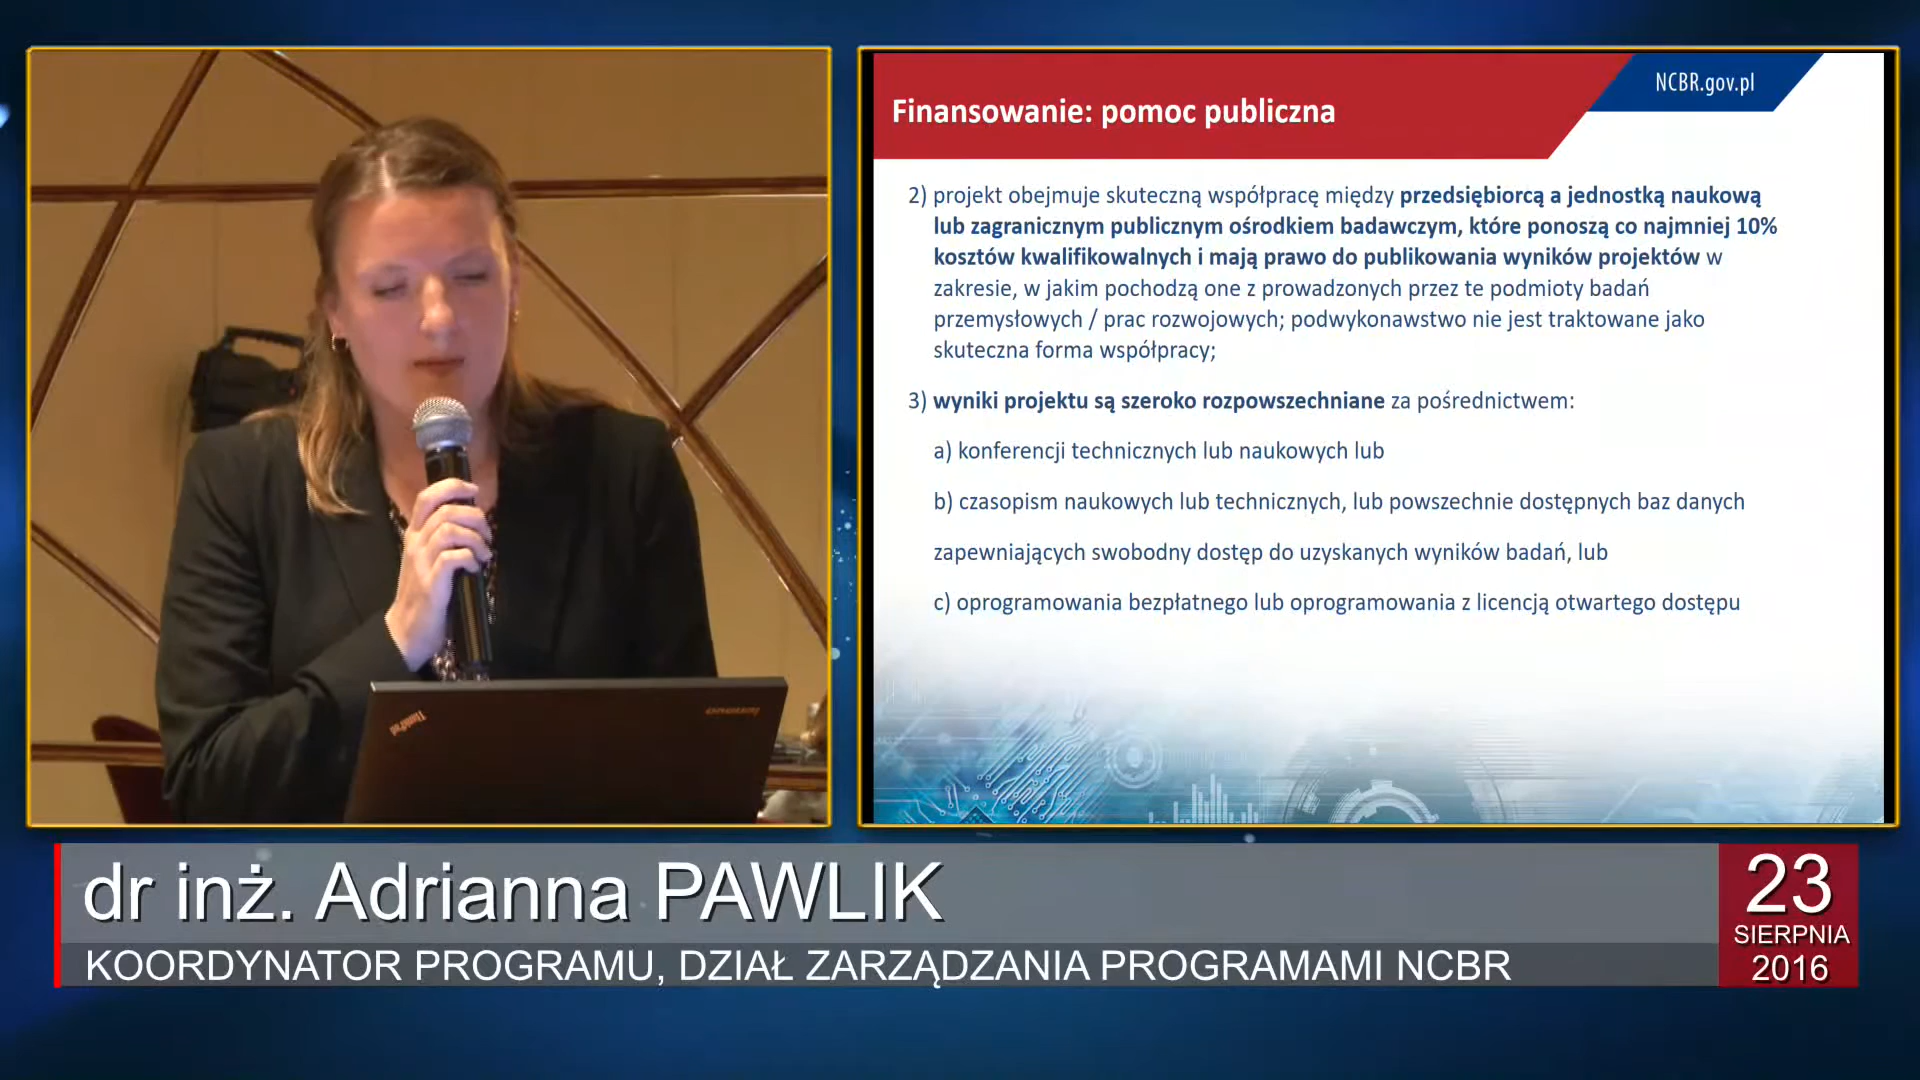 NCBR.gov.pl
Finansowanie: pomoc publiczna
2) projekt obejmuje skuteczną współpracę między przedsiębiorcą a jednostką naukową
lub zagranicznym publicznym ośrodkiem badawczym, które ponoszą co najmniej 10%
kosztów kwalifikowalnych i mają prawo do publikowania wyników projektów w
zakresie, w jakim pochodzą one z prowadzonych przez te podmioty badań
przemysłowych / prac rozwojowych; podwykonawstwo nie jest traktowane jako
skuteczna forma współpracy;
3) wyniki projektu są szeroko rozpowszechniane za pośrednictwem:
a) konferencji technicznych lub naukowych lub
b) czasopism naukowych lub technicznych, lub powszechnie dostępnych baz danych
zapewniających swobodny dostęp do uzyskanych wyników badań, lub
c) oprogramowania bezpłatnego lub oprogramowania z licencją otwartego dostępu
ThinkPad
lenovo
dr inż. Adrianna PAWLIK
KOORDYNATOR PROGRAMU, DZIAŁ ZARZĄDZANIA PROGRAMAMI NCBR
23
SIERPNIA
2016